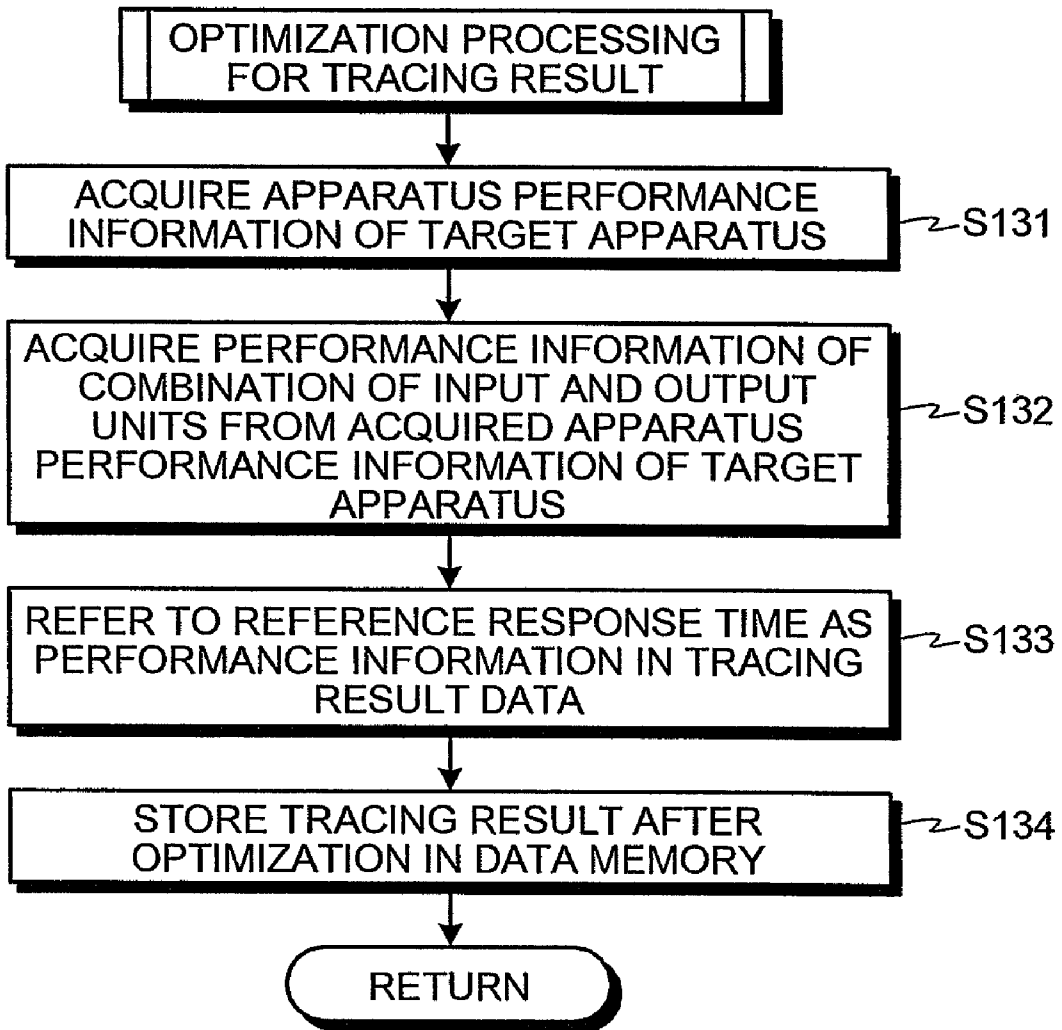 OPTIMIZATION PROCESSING
FOR TRACING RESULT
ACQUIRE APPARATUS PERFORMANCE
INFORMATION OF TARGET APPARATUS
S131
ACQUIRE PERFORMANCE INFORMATION OF
COMBINATION OF INPUT AND OUTPUT
UNITS FROM ACQUIRED APPARATUS
PERFORMANCE INFORMATION OF TARGET
APPARATUS
S132
REFER TO REFERENCE RESPONSE TIME AS
PERFORMANCE INFORMATION IN TRACING
RESULT DATA
S133
STORE TRACING RESULT AFTER
OPTIMIZATION IN DATA MEMORY
S134
RETURN